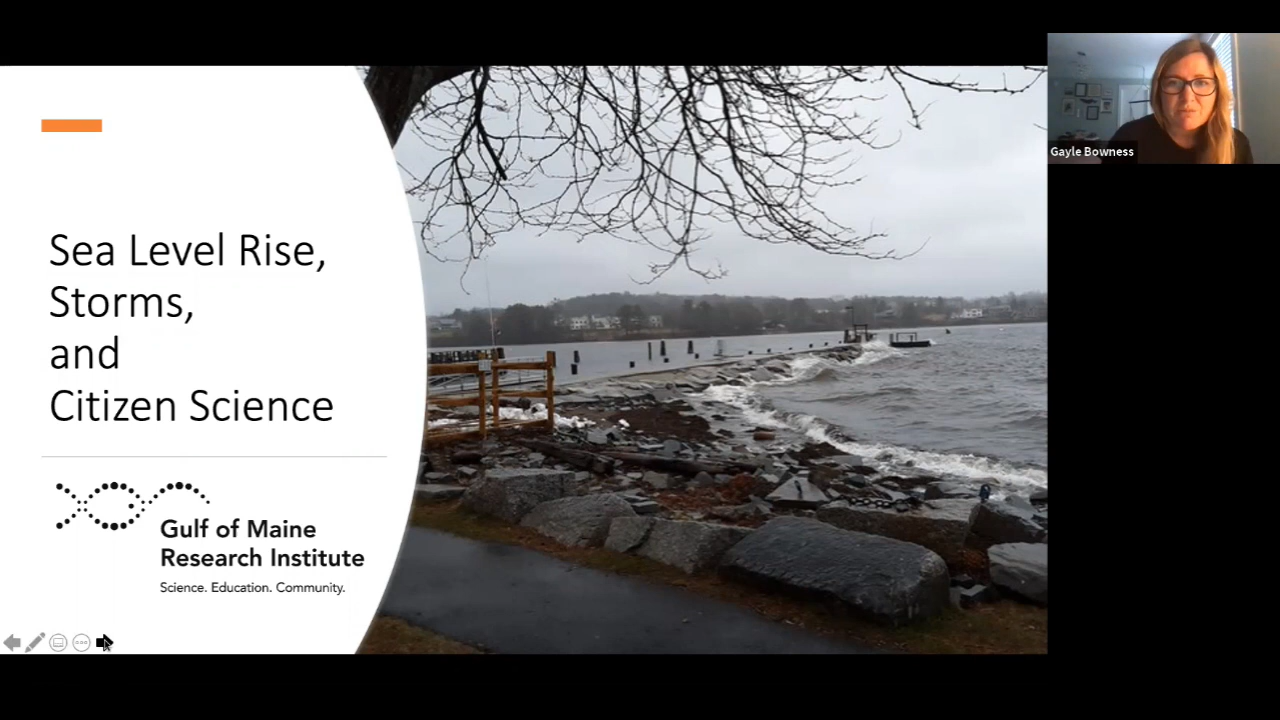 Sea Level Rise,
Storms,
and
Citizen Science
Gulf of Maine
Research Institute
Science. Education. Community.
Gayle Bowness